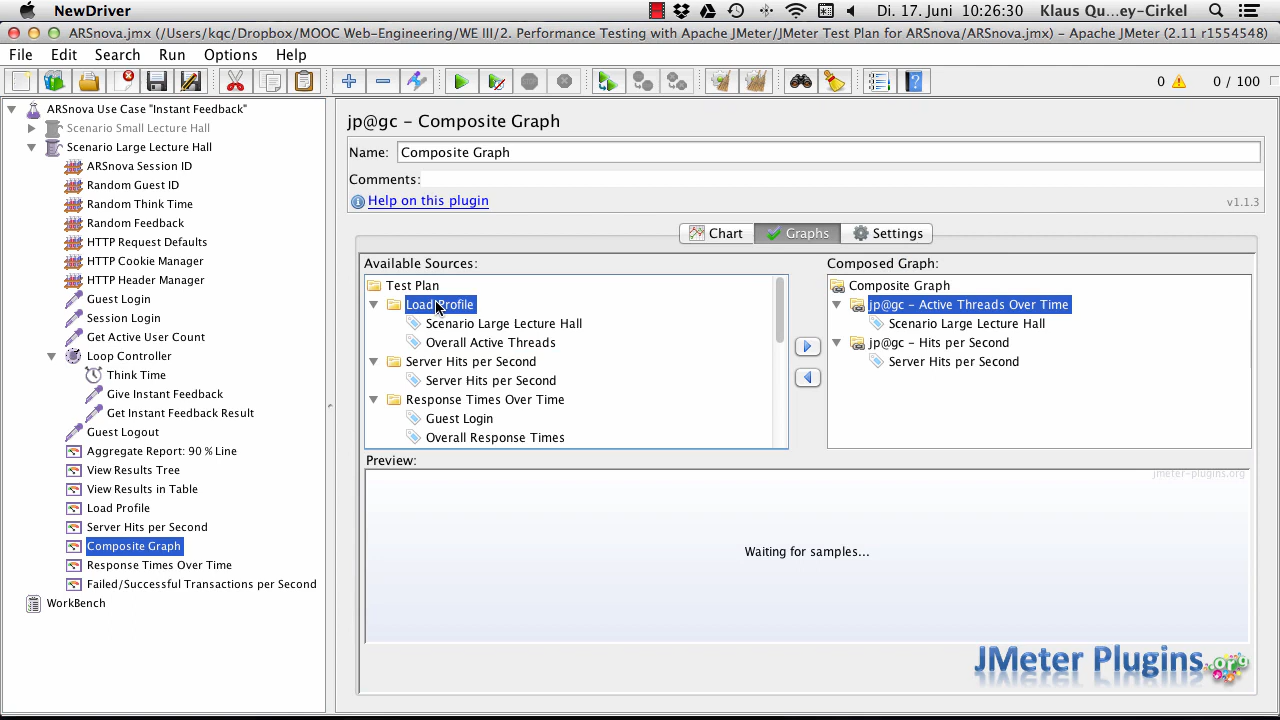 NewDriver
Di. 17. Juni 10:26:30 Klaus Qu...ey-Cirkel
ARSnova.jmx (/Users/kqc/Dropbox/MOOC Web-Engineering/WE III/2. Performance Testing with Apache JMeter/JMeter Test Plan for ARSnova/ARSnova.jmx) – Apache JMeter (2.11 r1554548)
File Edit Search Run Options Help
0 0 / 100
ARSnova Use Case "Instant Feedback"
Scenario Small Lecture Hall
Scenario Large Lecture Hall
ARSnova Session ID
Random Guest ID
Random Think Time
Random Feedback
HTTP Request Defaults
HTTP Cookie Manager
HTTP Header Manager
Guest Login
Session Login
Get Active User Count
Loop Controller
Think Time
Give Instant Feedback
Get Instant Feedback Result
Guest Logout
Aggregate Report: 90 % Line
View Results Tree
View Results in Table
Load Profile
Server Hits per Second
Composite Graph
Response Times Over Time
Failed/Successful Transactions per Second
WorkBench
jp@gc – Composite Graph
Name: Composite Graph
Comments:
Help on this plugin
v1.1.3
Chart Graphs Settings
Available Sources:
Test Plan
Load Profile
Scenario Large Lecture Hall
Overall Active Threads
Server Hits per Second
Server Hits per Second
Response Times Over Time
Guest Login
Overall Response Times
Composed Graph:
Composite Graph
jp@gc – Active Threads Over Time
Scenario Large Lecture Hall
jp@gc – Hits per Second
Server Hits per Second
Preview:
jmeter-plugins.org
Waiting for samples...
JMeter Plugins.org